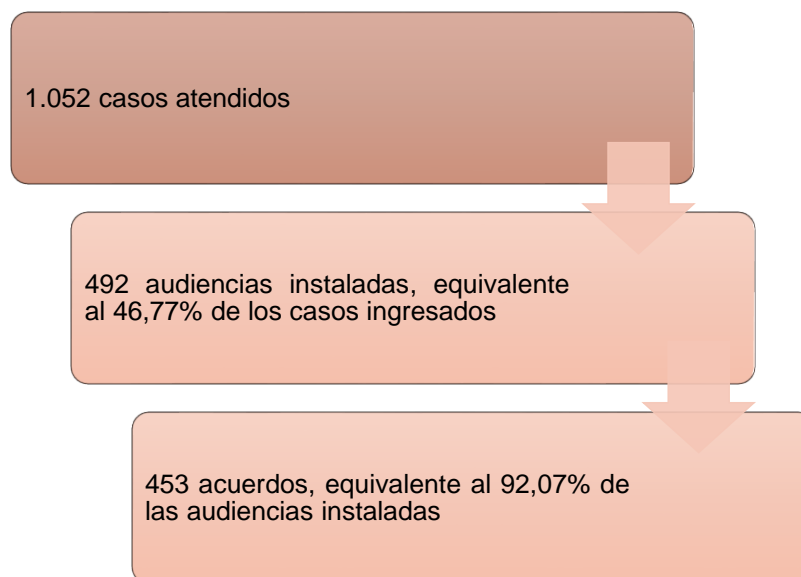 1.052 casos atendidos
492 audiencias instaladas, equivalente
al 46,77% de los casos ingresados
453 acuerdos, equivalente al 92,07% de
las audiencias instaladas